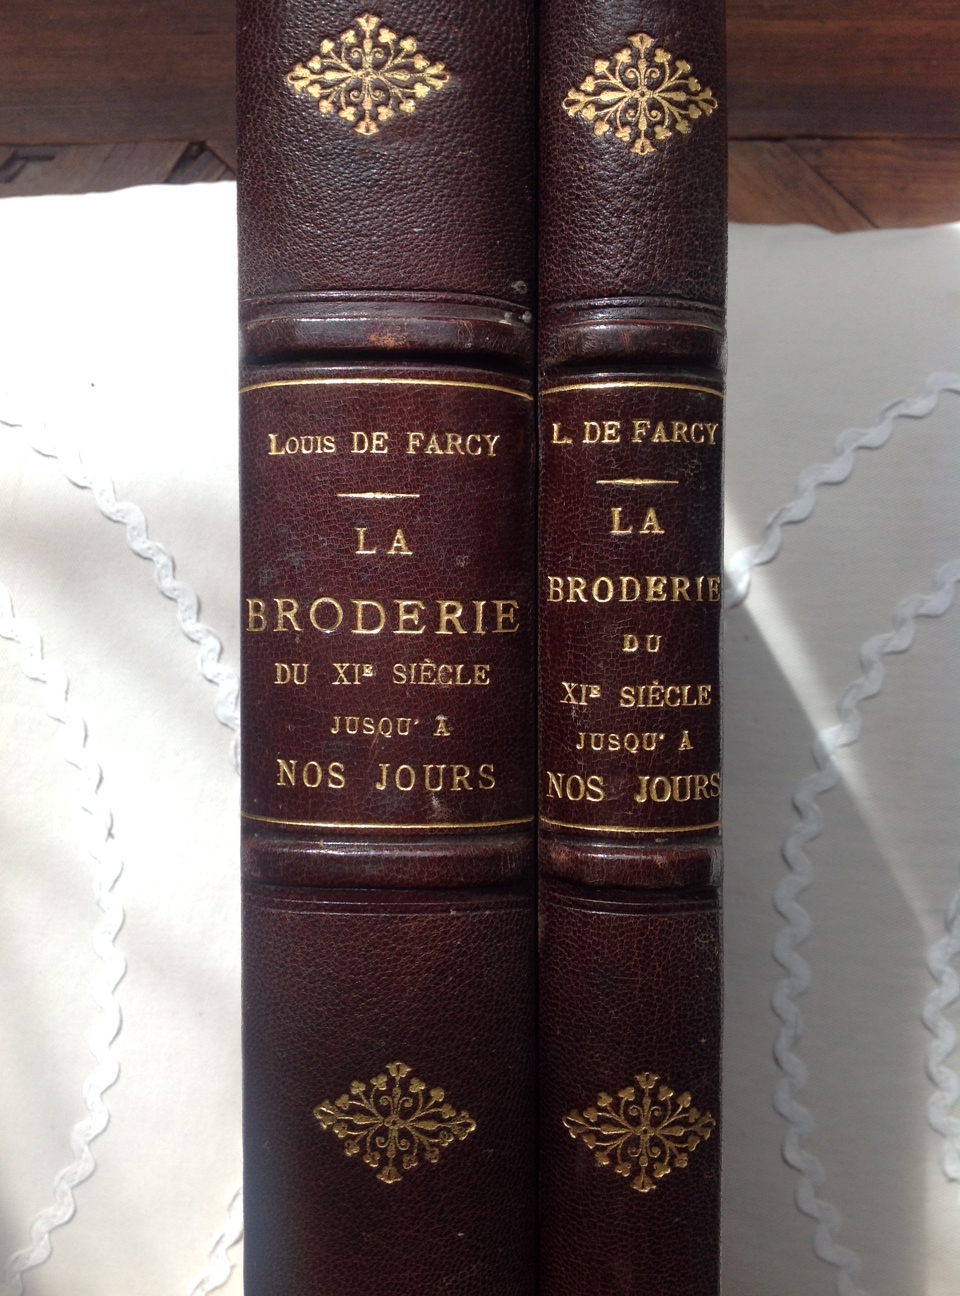 Louis DE FARCY
LA
BRODERIE
DU XIE SIÈCLE
JUSQU'A
NOS JOURS
L. DE FARCY
LA
BRODERIE
DU
XIE SIÈCLE
JUSQU'A
NOS JOURS